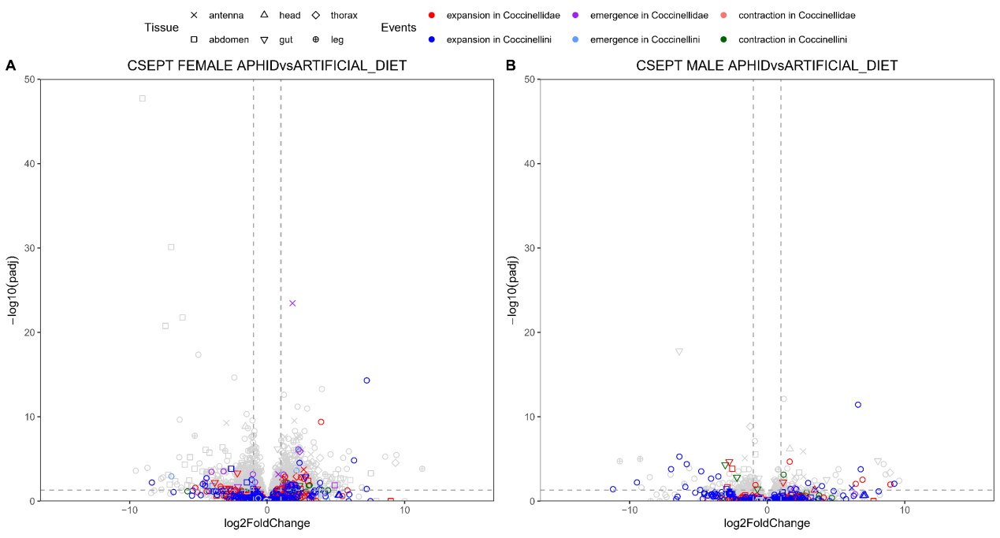 Tissue
antenna
head
thorax
abdomen
gut
leg
Events
expansion in Coccinellidae
emergence in Coccinellidae
contraction in Coccinellidae
expansion in Coccinellini
emergence in Coccinellini
contraction in Coccinellini
A
CSEPT FEMALE APHIDvsARTIFICIAL_DIET
50
40
30
20
10
0
−log10(padj)
−10
0
10
log2FoldChange
B
CSEPT MALE APHIDvsARTIFICIAL_DIET
50
40
30
20
10
0
−log10(padj)
−10
0
10
log2FoldChange